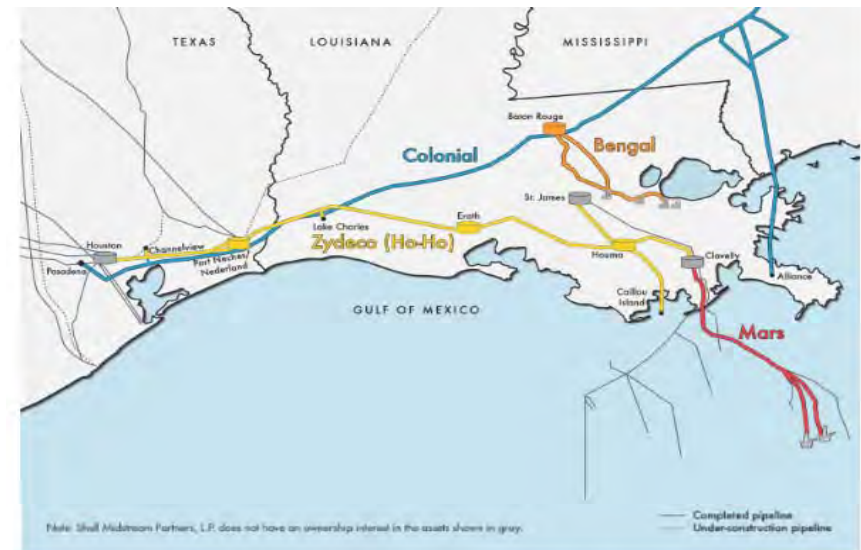 TEXAS
LOUISIANA
MISSISSIPPI
Baton Rouge
Colonial
Bengal
St. James
Lake Charles
Erath
Zydeco (Ho-Ho)
Houston
Channelview
Port Neches/
Nederland
Pasadena
Houma
Clovelly
Alliance
Caillou
Island
GULF OF MEXICO
Mars
Note: Shell Midstream Partners, L.P. does not have an ownership interest in the assets shown in gray.
Completed pipeline
Under-construction pipeline